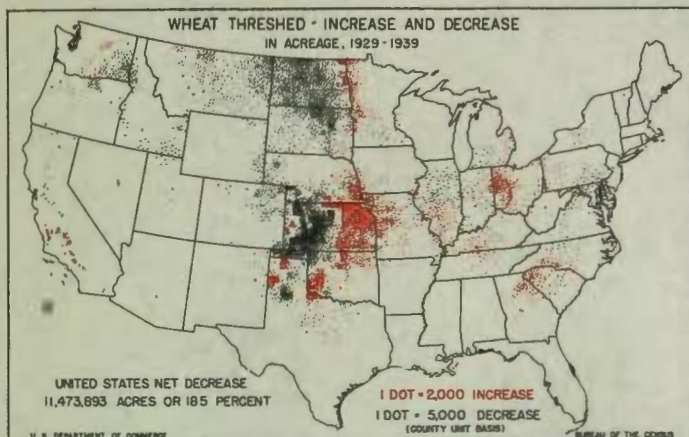 WHEAT THRESHED - INCREASE AND DECREASE
IN ACREAGE, 1929-1939
UNITED STATES NET DECREASE
11,473,893 ACRES OR 18.5 PERCENT
1 DOT = 2,000 INCREASE
1 DOT = 5,000 DECREASE
(COUNTY UNIT BASIS)
U. S. DEPARTMENT OF COMMERCE
BUREAU OF THE CENSUS